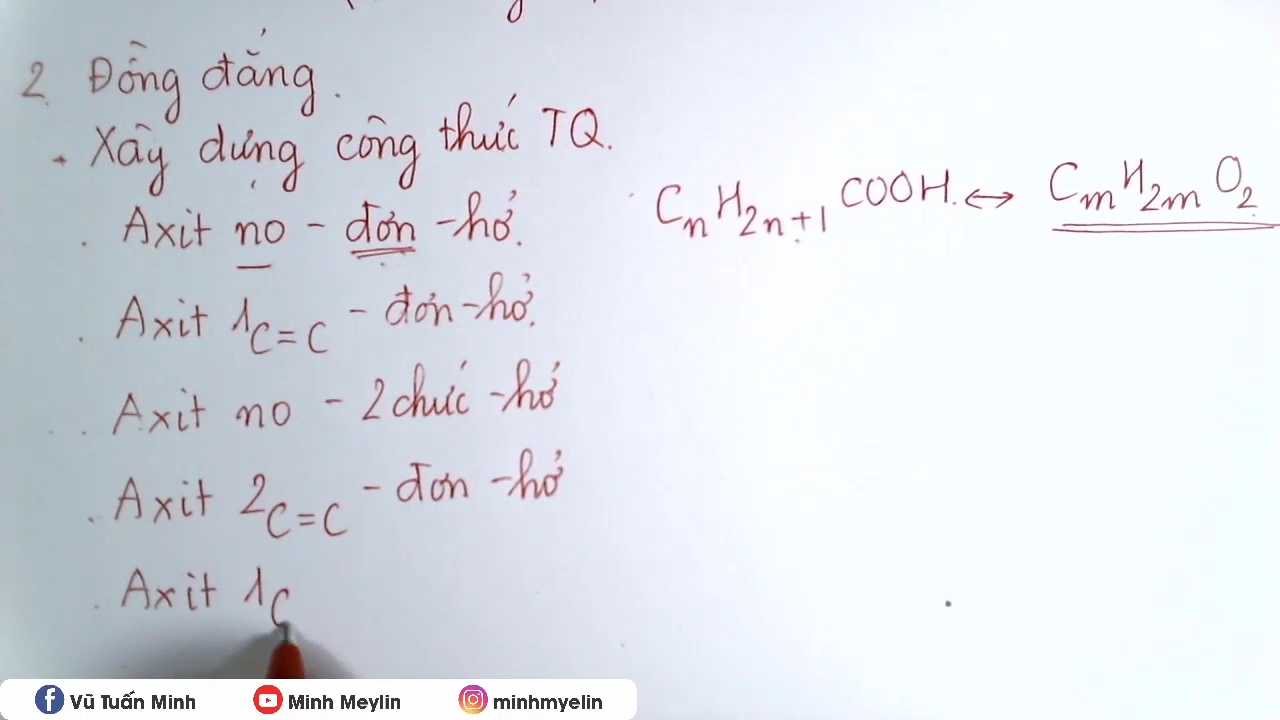 2. Đồng đẳng.
+ Xây dựng công thức TQ.
. Axit no - đơn - hở. CnH2n+1COOH. ↔ CmH2mO2
. Axit 1C=C - đơn - hở.
. Axit no - 2 chức - hở
. Axit 2C=C - đơn - hở
. Axit 1C
Vũ Tuấn Minh Minh Meylin minhmyelin